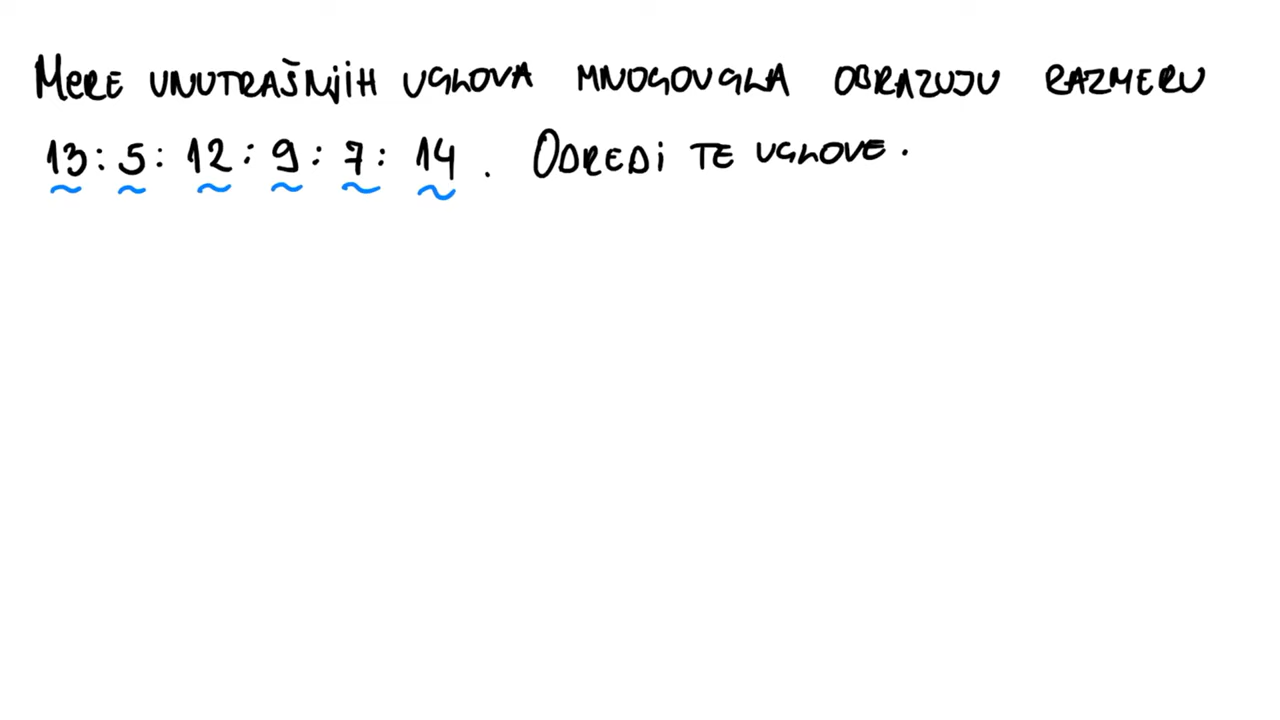 MERE UNUTRAŠNJIH UGLOVA MNOGOUGLA OBRAZUJU RAZMERU
13 : 5 : 12 : 9 : 7 : 14 . ODREDI TE UGLOVE .